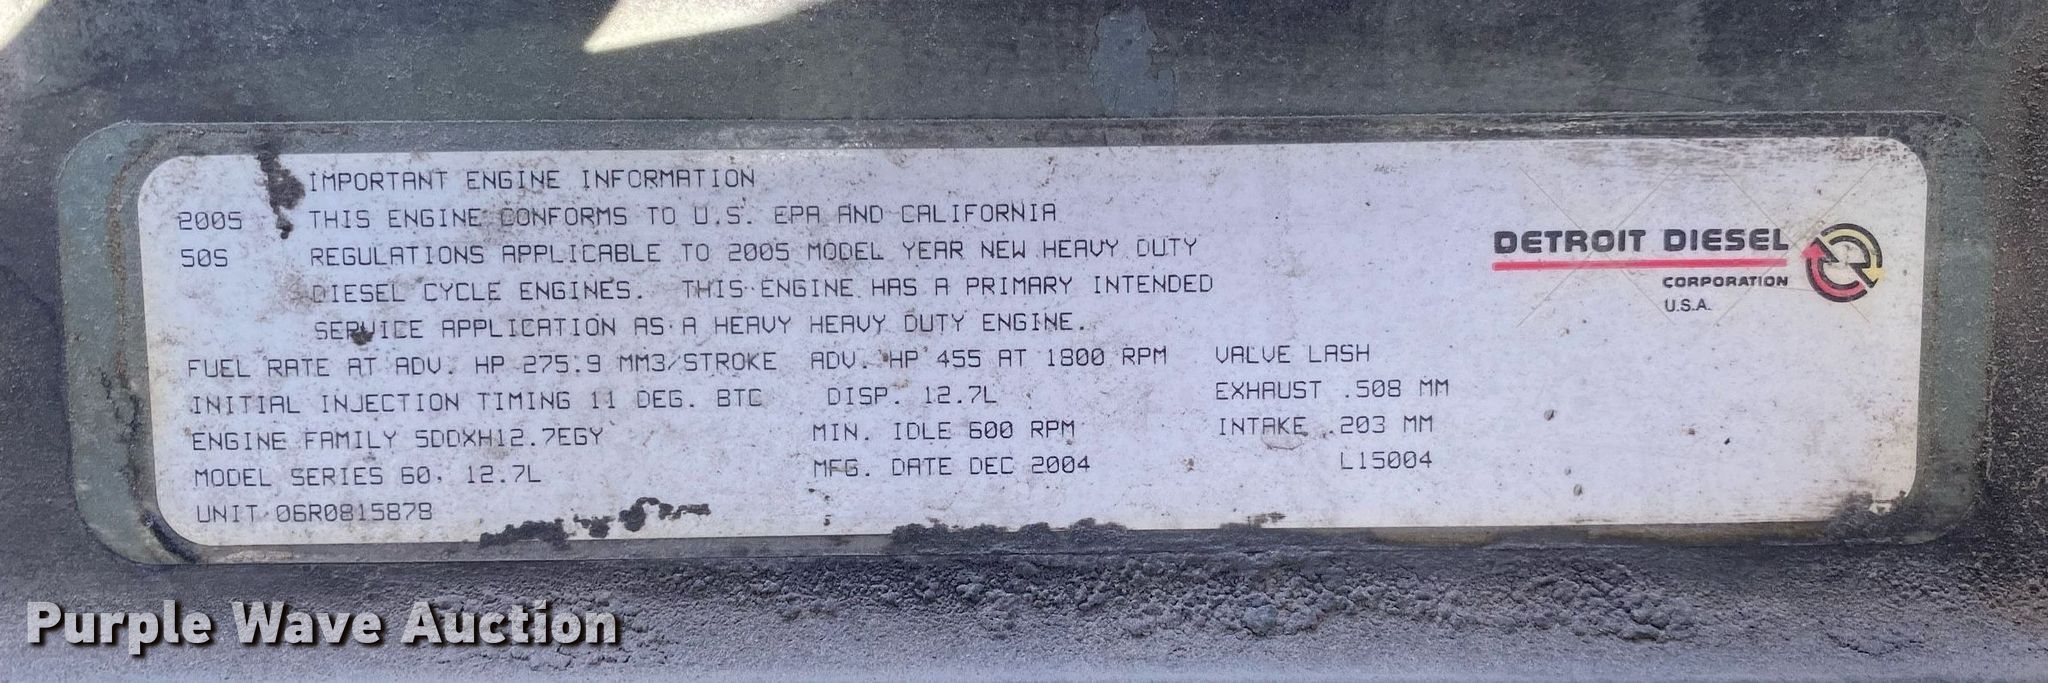 IMPORTANT ENGINE INFORMATION
2005 THIS ENGINE CONFORMS TO U.S. EPA AND CALIFORNIA
50S REGULATIONS APPLICABLE TO 2005 MODEL YEAR NEW HEAVY DUTY
DIESEL CYCLE ENGINES. THIS ENGINE HAS A PRIMARY INTENDED
SERVICE APPLICATION AS A HEAVY HEAVY DUTY ENGINE.
FUEL RATE AT ADV. HP 275.9 MM3/STROKE ADV. HP 455 AT 1800 RPM VALVE LASH
INITIAL INJECTION TIMING 11 DEG. BTC DISP. 12.7L EXHAUST .508 MM
ENGINE FAMILY 5DDXH12.7EGY MIN. IDLE 600 RPM INTAKE .203 MM
MODEL SERIES 60, 12.7L MFG. DATE DEC 2004 L15004
UNIT 06R0815878
DETROIT DIESEL
CORPORATION
U.S.A.
Purple Wave Auction